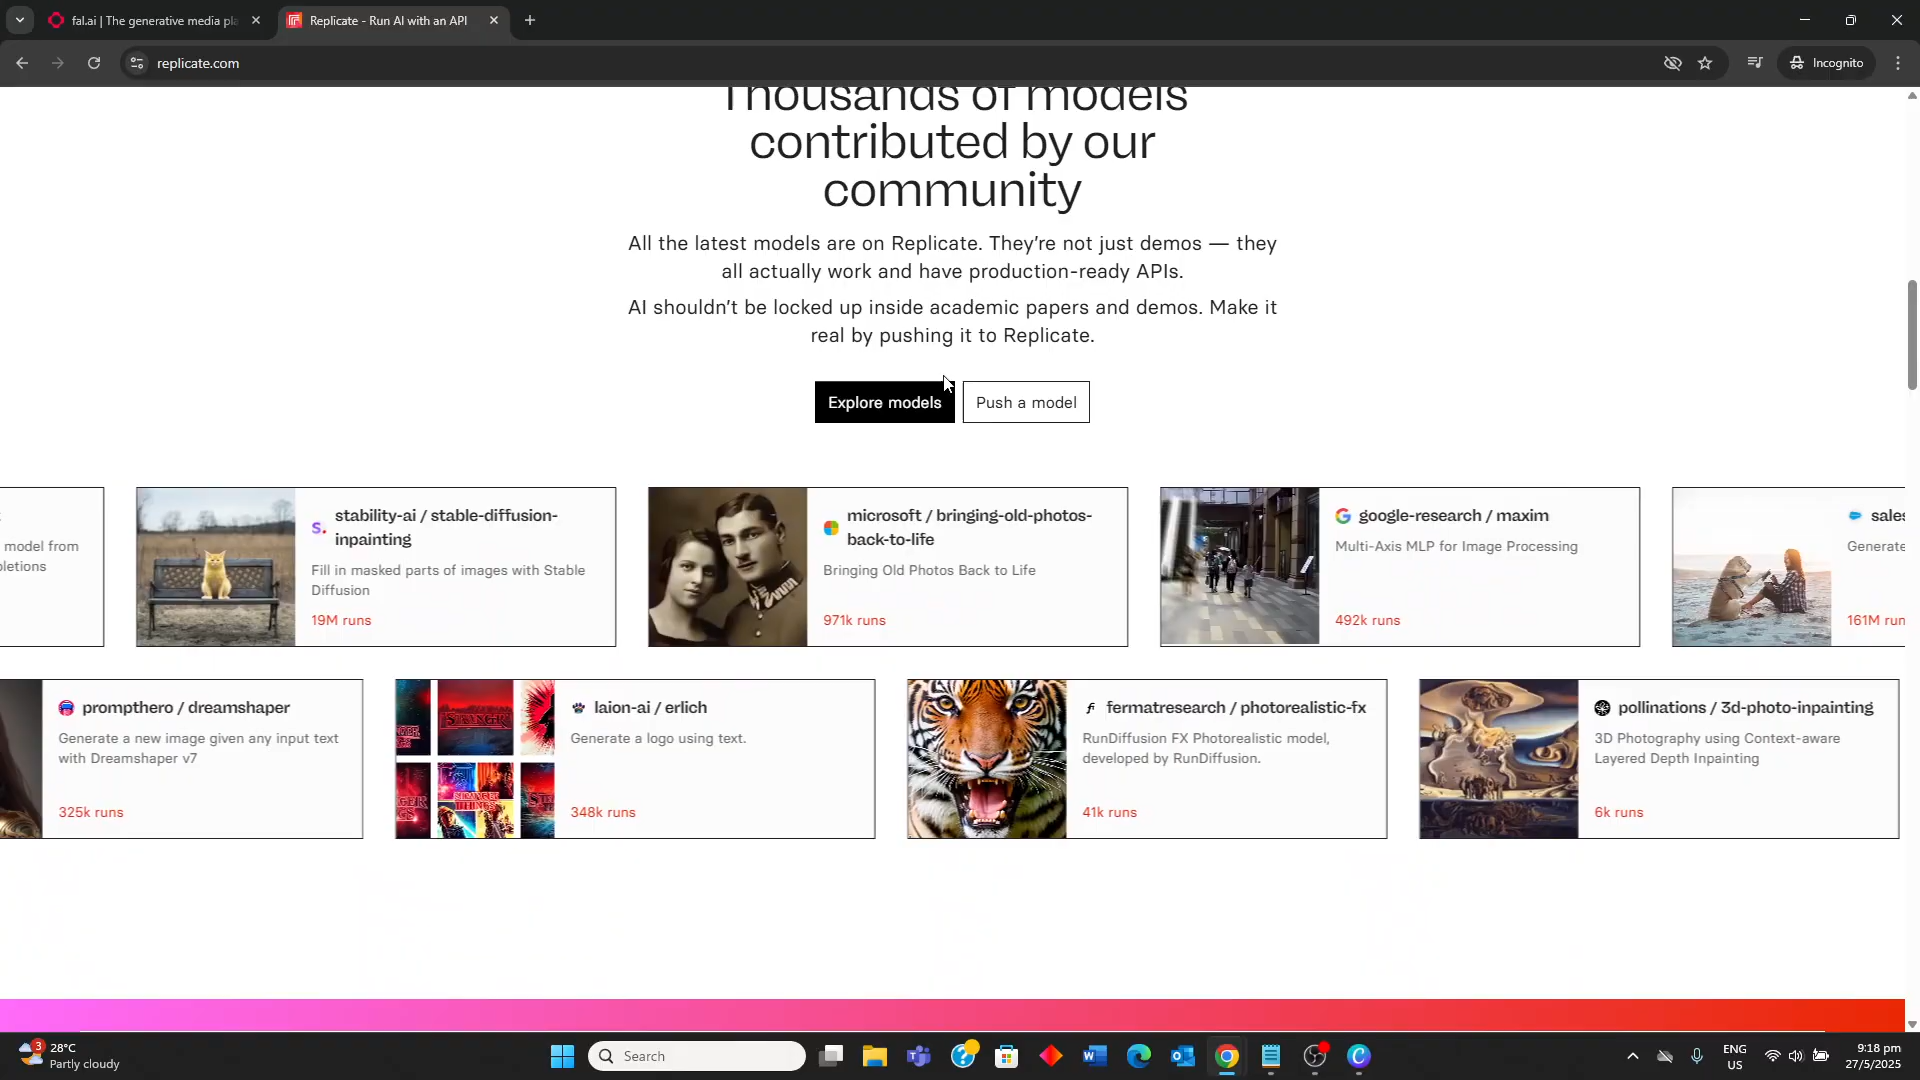 fal.ai | The generative media pla
Replicate - Run AI with an API
replicate.com
Incognito
Thousands of models
contributed by our
community
All the latest models are on Replicate. They're not just demos — they
all actually work and have production-ready APIs.
AI shouldn't be locked up inside academic papers and demos. Make it
real by pushing it to Replicate.
Explore models
Push a model
model from
letions
stability-ai / stable-diffusion-
inpainting
Fill in masked parts of images with Stable
Diffusion
19M runs
microsoft / bringing-old-photos-
back-to-life
Bringing Old Photos Back to Life
971k runs
google-research / maxim
Multi-Axis MLP for Image Processing
492k runs
sales
Generate
161M run
prompthero / dreamshaper
Generate a new image given any input text
with Dreamshaper v7
325k runs
laion-ai / erlich
Generate a logo using text.
348k runs
fermatresearch / photorealistic-fx
RunDiffusion FX Photorealistic model,
developed by RunDiffusion.
41k runs
pollinations / 3d-photo-inpainting
3D Photography using Context-aware
Layered Depth Inpainting
6k runs
3
28°C
Partly cloudy
Search
ENG
US
9:18 pm
27/5/2025